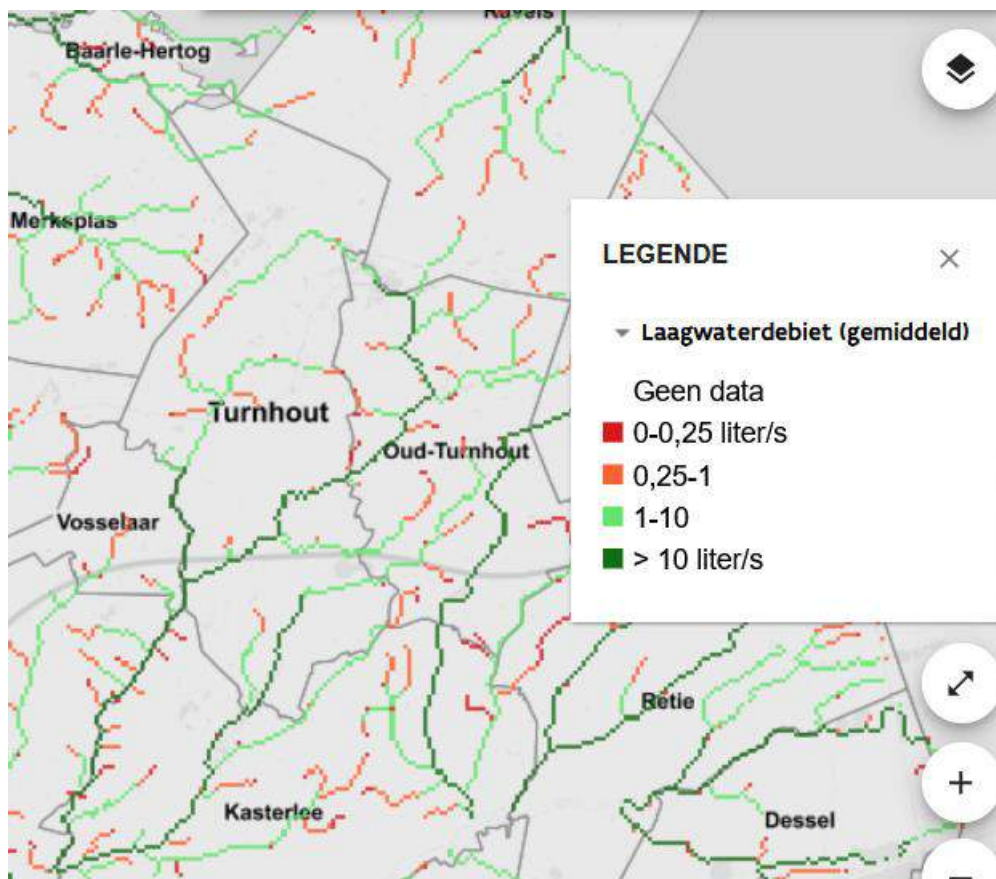 Ravels
Baarle-Hertog
Merksplas
LEGENDE
Laagwaterdebiet (gemiddeld)
Geen data
0-0,25 liter/s
0,25-1
1-10
> 10 liter/s
Turnhout
Oud-Turnhout
Vosselaar
Retie
Kasterlee
Dessel